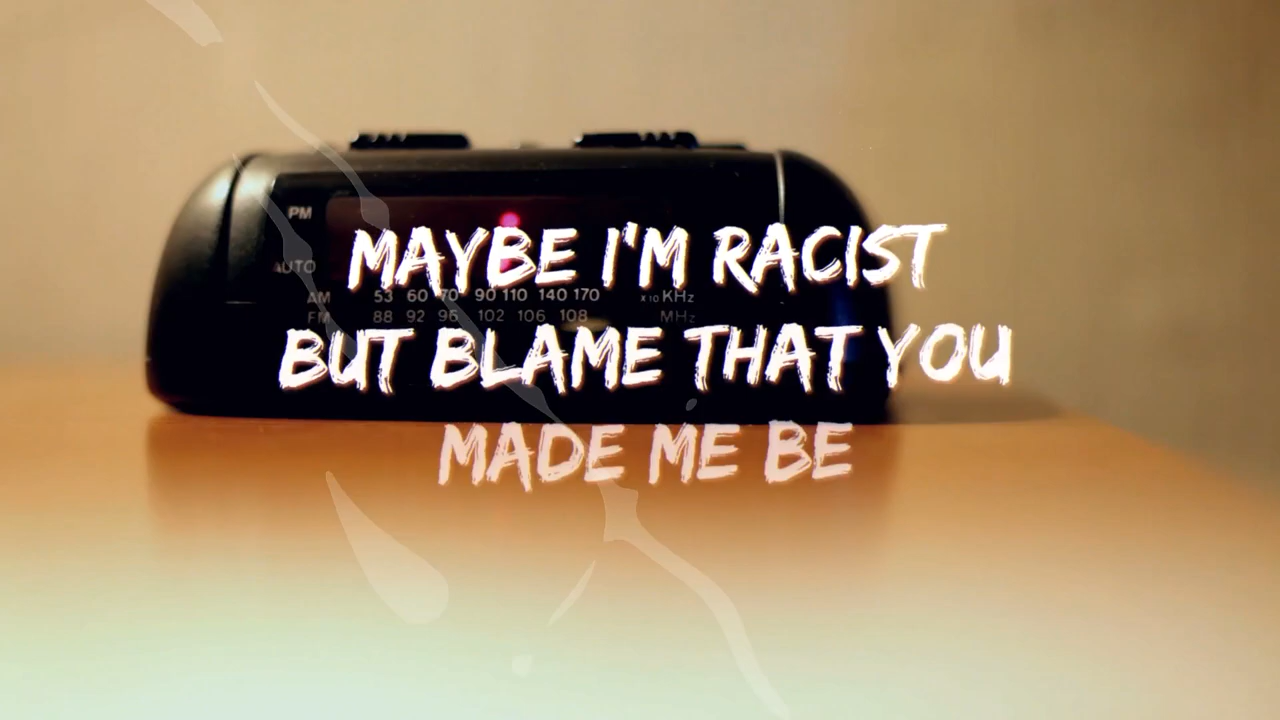 PM
MAYBE I'M RACIST
AUTO
AM 53 60 70 90 110 140 170 x10 KHz
FM 88 92 96 102 106 108 MHz
BUT BLAME THAT YOU
MADE ME BE